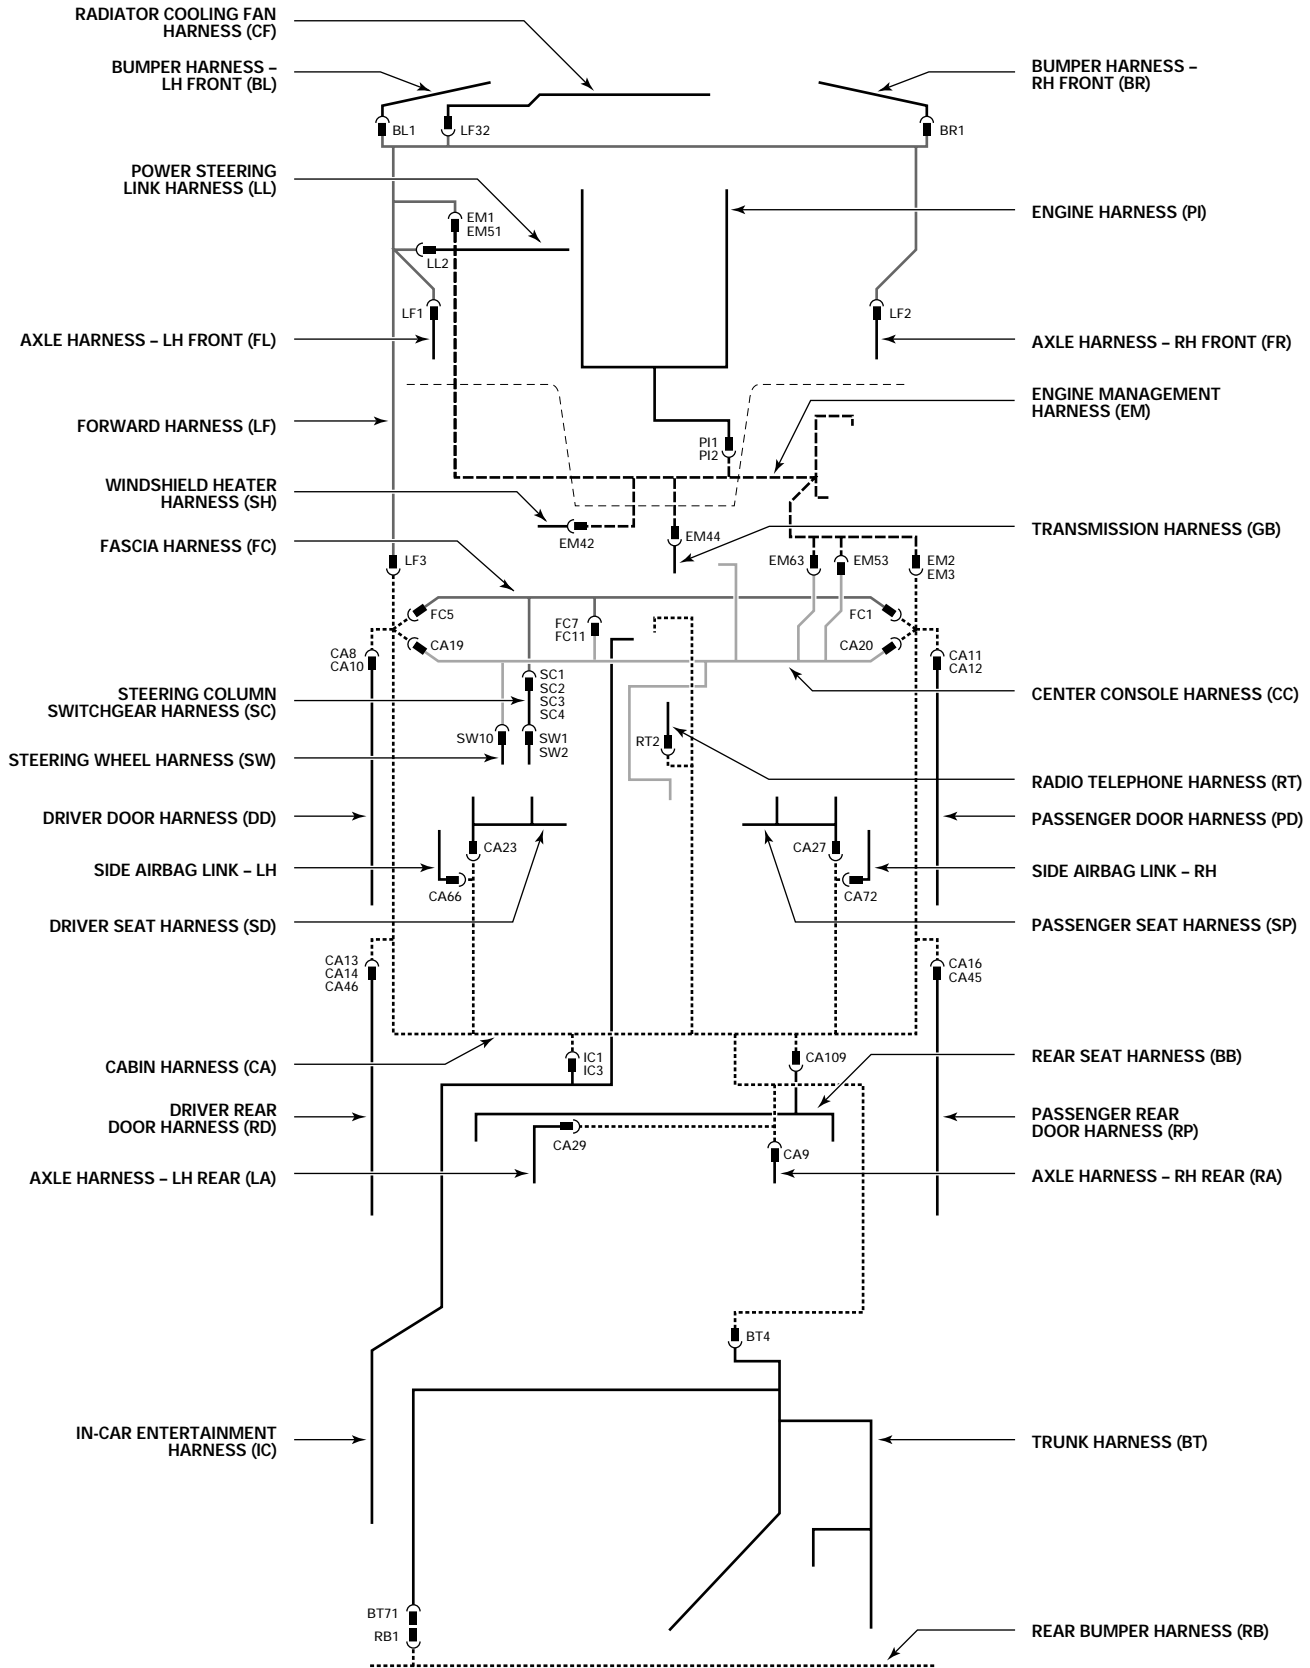 RADIATOR COOLING FAN
HARNESS (CF)
BUMPER HARNESS –
LH FRONT (BL)
BUMPER HARNESS –
RH FRONT (BR)
BL1
LF32
BR1
POWER STEERING
LINK HARNESS (LL)
EM1
EM51
ENGINE HARNESS (PI)
LL2
LF1
LF2
AXLE HARNESS – LH FRONT (FL)
AXLE HARNESS – RH FRONT (FR)
ENGINE MANAGEMENT
HARNESS (EM)
FORWARD HARNESS (LF)
PI1
PI2
WINDSHIELD HEATER
HARNESS (SH)
EM42
EM44
TRANSMISSION HARNESS (GB)
FASCIA HARNESS (FC)
LF3
EM63
EM53
EM2
EM3
FC5
FC7
FC11
FC1
CA19
CA20
CA8
CA10
CA11
CA12
SC1
SC2
SC3
SC4
STEERING COLUMN
SWITCHGEAR HARNESS (SC)
CENTER CONSOLE HARNESS (CC)
SW10
SW1
SW2
RT2
STEERING WHEEL HARNESS (SW)
RADIO TELEPHONE HARNESS (RT)
DRIVER DOOR HARNESS (DD)
PASSENGER DOOR HARNESS (PD)
CA23
CA27
SIDE AIRBAG LINK – LH
SIDE AIRBAG LINK – RH
CA66
CA72
DRIVER SEAT HARNESS (SD)
PASSENGER SEAT HARNESS (SP)
CA13
CA14
CA46
CA16
CA45
CABIN HARNESS (CA)
IC1
IC3
CA109
REAR SEAT HARNESS (BB)
DRIVER REAR
DOOR HARNESS (RD)
PASSENGER REAR
DOOR HARNESS (RP)
CA29
CA9
AXLE HARNESS – LH REAR (LA)
AXLE HARNESS – RH REAR (RA)
BT4
IN-CAR ENTERTAINMENT
HARNESS (IC)
TRUNK HARNESS (BT)
BT71
RB1
REAR BUMPER HARNESS (RB)